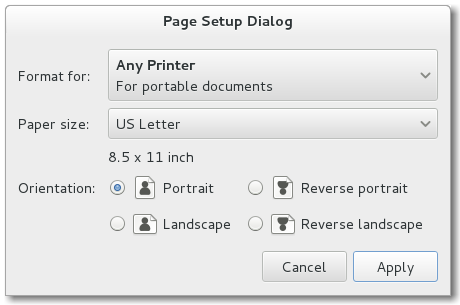 Page Setup Dialog
Format for:
Any Printer
For portable documents
Paper size:
US Letter
8.5 x 11 inch
Orientation:
Portrait
Reverse portrait
Landscape
Reverse landscape
Cancel
Apply